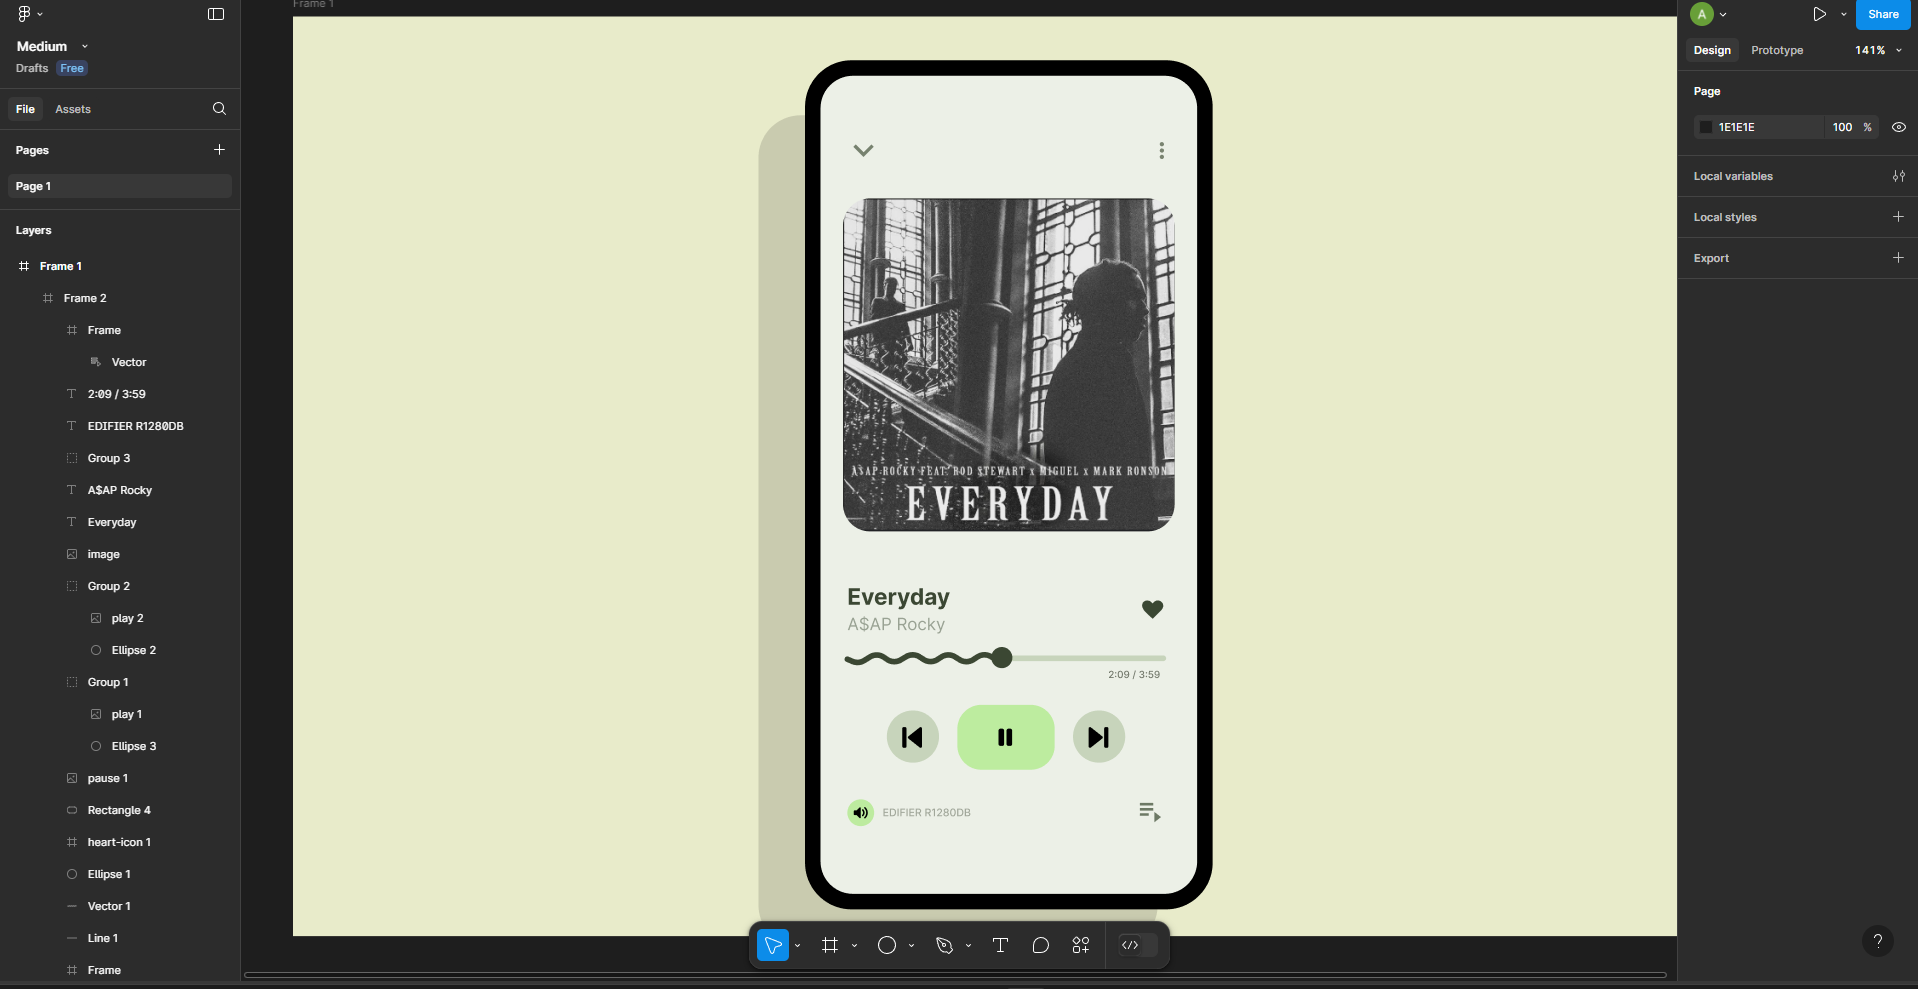 Frame 1
Medium
Drafts Free
File Assets
Pages
Page 1
Layers
Frame 1
Frame 2
Frame
Vector
2:09 / 3:59
EDIFIER R1280DB
Group 3
A$AP Rocky
Everyday
image
Group 2
play 2
Ellipse 2
Group 1
play 1
Ellipse 3
pause 1
Rectangle 4
heart-icon 1
Ellipse 1
Vector 1
Line 1
Frame
A$AP ROCKY FEAT. ROD STEWART x MIGUEL x MARK RONSON
EVERYDAY
Everyday
A$AP Rocky
2:09 / 3:59
EDIFIER R1280DB
A
Share
Design Prototype 141%
Page
1E1E1E 100 %
Local variables
Local styles
Export
?